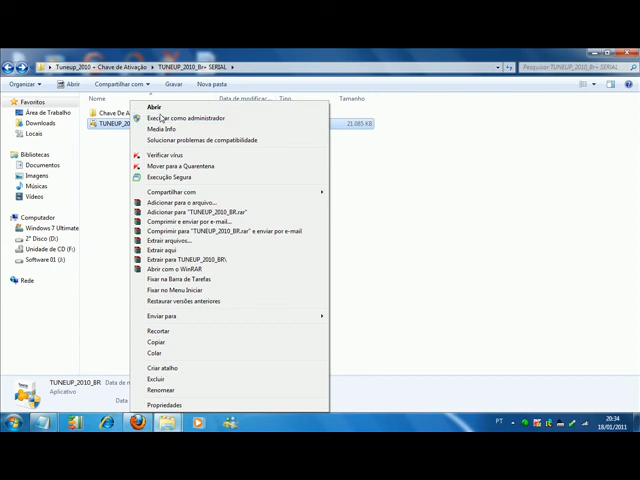 Tuneup_2010 + Chave de Ativação ▸ TUNEUP_2010_Br+ SERIAL ▸
Pesquisar TUNEUP_2010_Br+ SERIAL
Organizar
Abrir
Compartilhar com
Gravar
Nova pasta
Nome
Data de modificaç...
Tipo
Tamanho
Favoritos
Área de Trabalho
Downloads
Locais
Bibliotecas
Documentos
Imagens
Músicas
Vídeos
Computador
Windows 7 Ultimate
2° Disco (D:)
Unidade de CD (F:)
Software 01 (J:)
Rede
Chave De A
TUNEUP_20
21.085 KB
Abrir
Executar como administrador
Media Info
Solucionar problemas de compatibilidade
Verificar vírus
Mover para a Quarentena
Execução Segura
Compartilhar com
Adicionar para o arquivo...
Adicionar para "TUNEUP_2010_BR.rar"
Comprimir e enviar por e-mail...
Comprimir para "TUNEUP_2010_BR.rar" e enviar por e-mail
Extrair arquivos...
Extrair aqui
Extrair para TUNEUP_2010_BR\
Abrir com o WinRAR
Fixar na Barra de Tarefas
Fixar no Menu Iniciar
Restaurar versões anteriores
Enviar para
Recortar
Copiar
Colar
Criar atalho
Excluir
Renomear
Propriedades
TUNEUP_2010_BR
Data de m
Aplicativo
Data
PT
20:34
18/01/2011